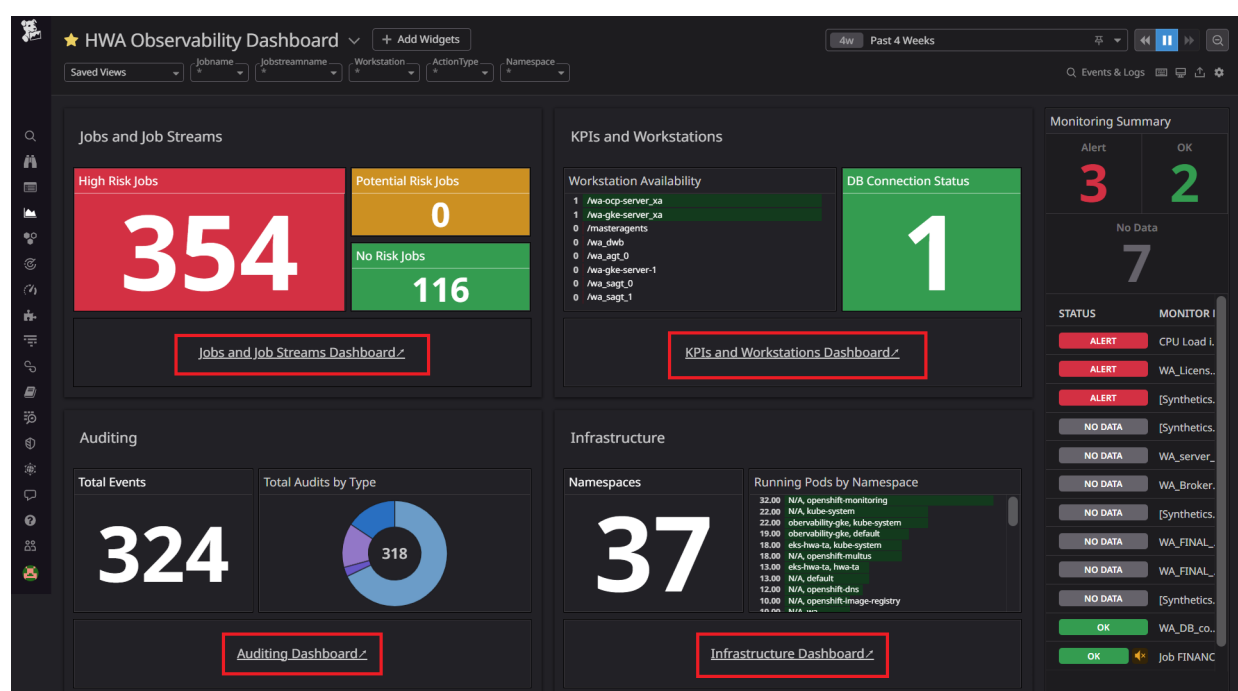 HWA Observability Dashboard
+ Add Widgets
4w Past 4 Weeks
Saved Views
Jobname
*
Jobstreamname
*
Workstation
*
ActionType
*
Namespace
*
Events & Logs
Jobs and Job Streams
High Risk Jobs
354
Potential Risk Jobs
0
No Risk Jobs
116
Jobs and Job Streams Dashboard↗
KPIs and Workstations
Workstation Availability
1 /wa-ocp-server_xa
1 /wa-gke-server_xa
0 /masteragents
0 /wa_dwb
0 /wa_agt_0
0 /wa-gke-server-1
0 /wa_sagt_0
0 /wa_sagt_1
DB Connection Status
1
KPIs and Workstations Dashboard↗
Auditing
Total Events
324
Total Audits by Type
318
Auditing Dashboard↗
Infrastructure
Namespaces
37
Running Pods by Namespace
32.00 N/A, openshift-monitoring
22.00 N/A, kube-system
22.00 obervability-gke, kube-system
19.00 obervability-gke, default
18.00 eks-hwa-ta, kube-system
18.00 N/A, openshift-multus
13.00 eks-hwa-ta, hwa-ta
13.00 N/A, default
12.00 N/A, openshift-dns
10.00 N/A, openshift-image-registry
10.00 N/A, wa
Infrastructure Dashboard↗
Monitoring Summary
Alert
3
OK
2
No Data
7
STATUS MONITOR
ALERT CPU Load i.
ALERT WA_Licens..
ALERT [Synthetics.
NO DATA [Synthetics.
NO DATA WA_server_
NO DATA WA_Broker.
NO DATA [Synthetics.
NO DATA WA_FINAL_.
NO DATA WA_FINAL_.
NO DATA [Synthetics.
OK WA_DB_co..
OK Job FINANC